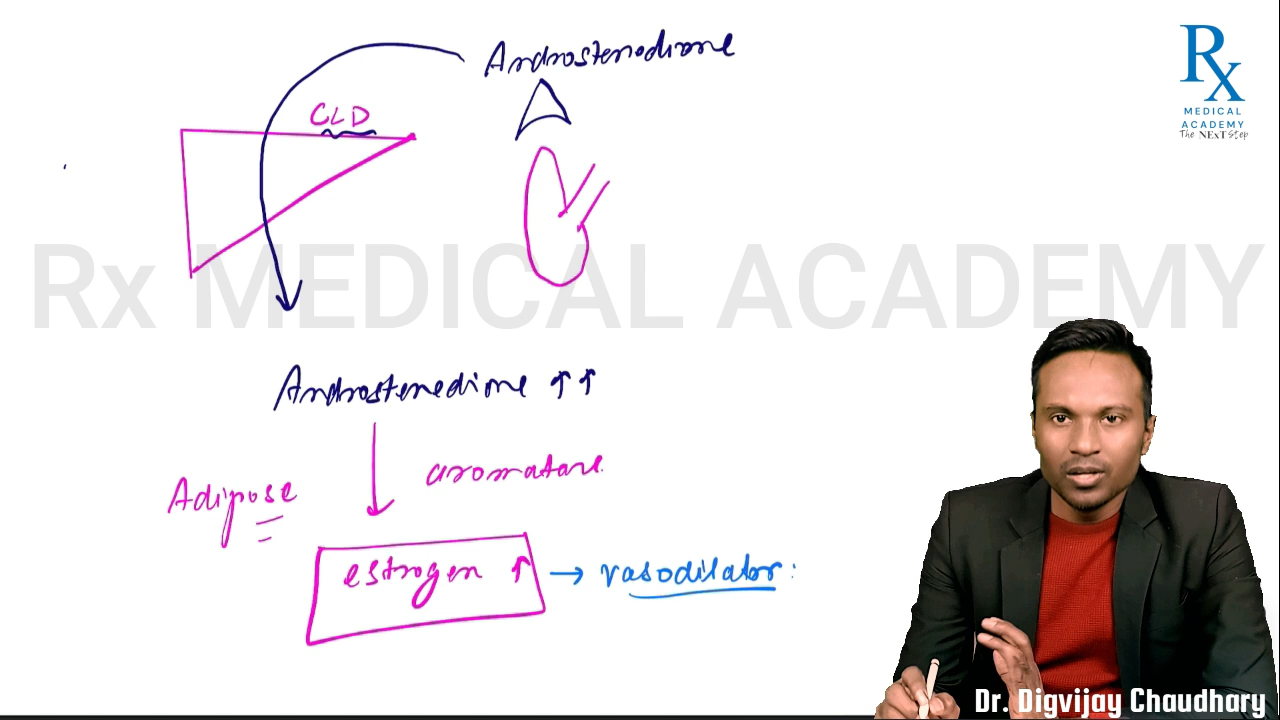 Androstenedione
CLD
Rx
MEDICAL
ACADEMY
The NExT Step
Rx MEDICAL ACADEMY
Androstenedione ↑↑
Adipose
aromatase
estrogen ↑ → vasodilator:
Dr. Digvijay Chaudhary